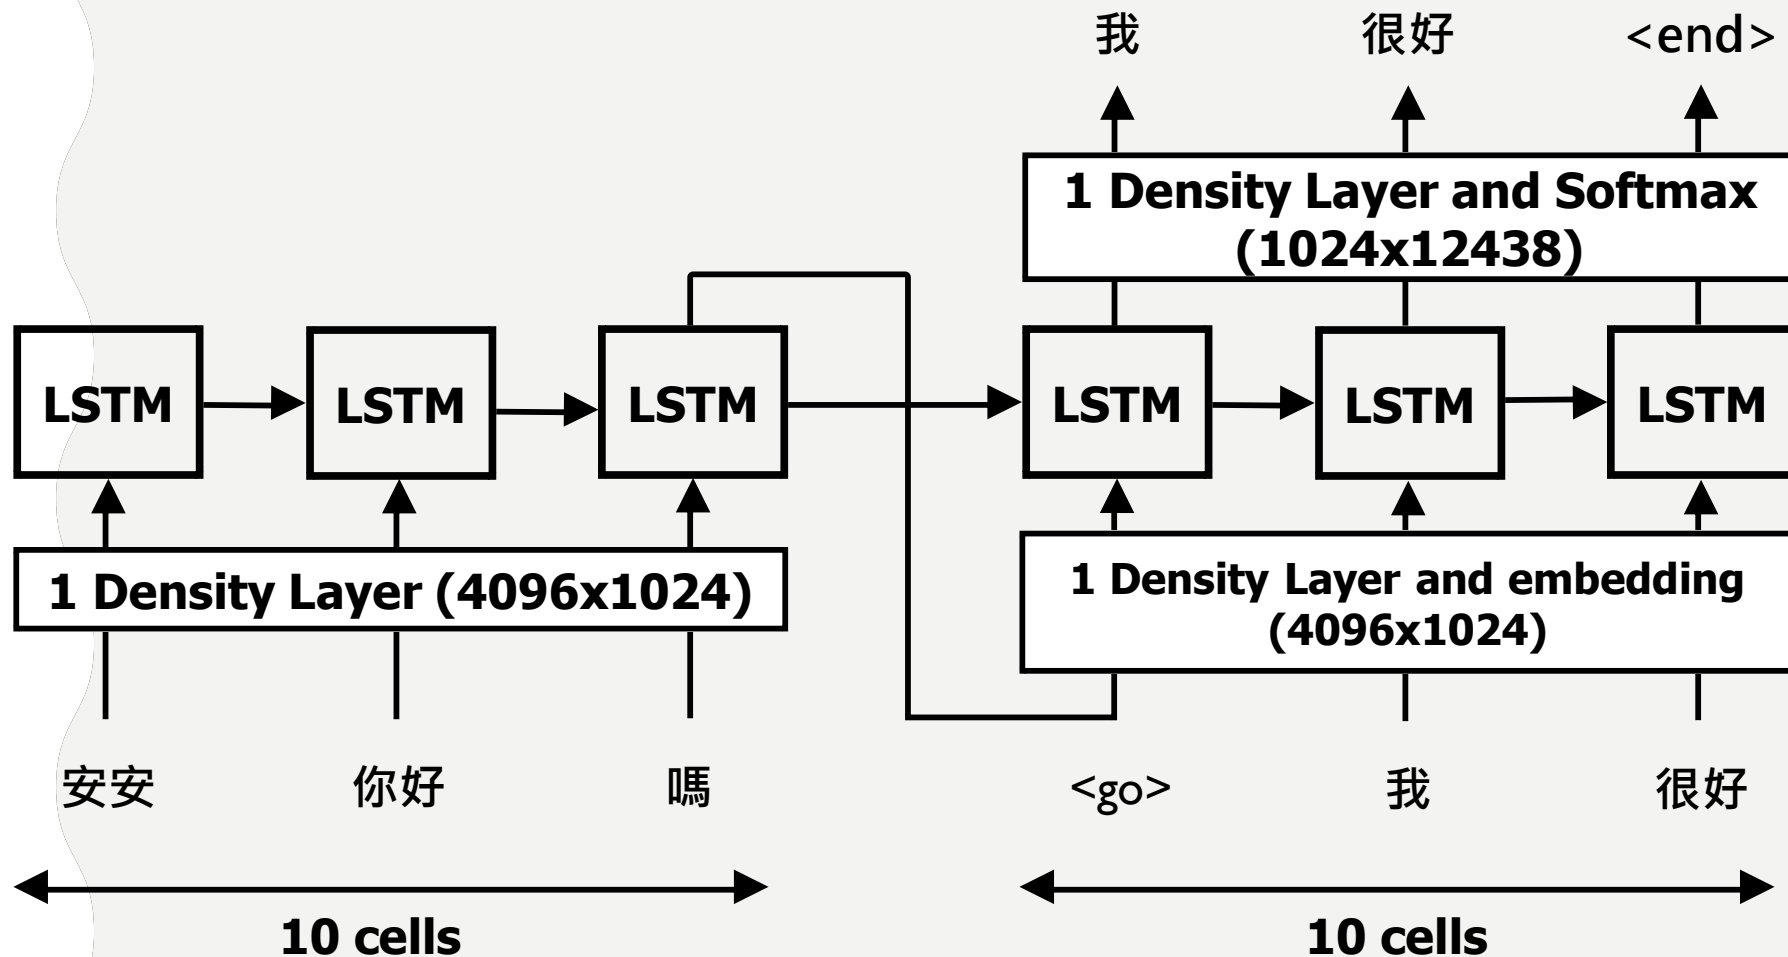 我 很好 <end>
1 Density Layer and Softmax
(1024x12438)
LSTM LSTM LSTM LSTM LSTM LSTM
1 Density Layer (4096x1024)
1 Density Layer and embedding
(4096x1024)
安安 你好 嗎 <go> 我 很好
10 cells 10 cells